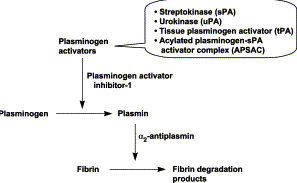 • Streptokinase (sPA)
• Urokinase (uPA)
• Tissue plasminogen activator (tPA)
• Acylated plasminogen-sPA
activator complex (APSAC)
Plasminogen
activators
Plasminogen activator
inhibitor-1
Plasminogen
Plasmin
α2-antiplasmin
Fibrin
Fibrin degradation
products